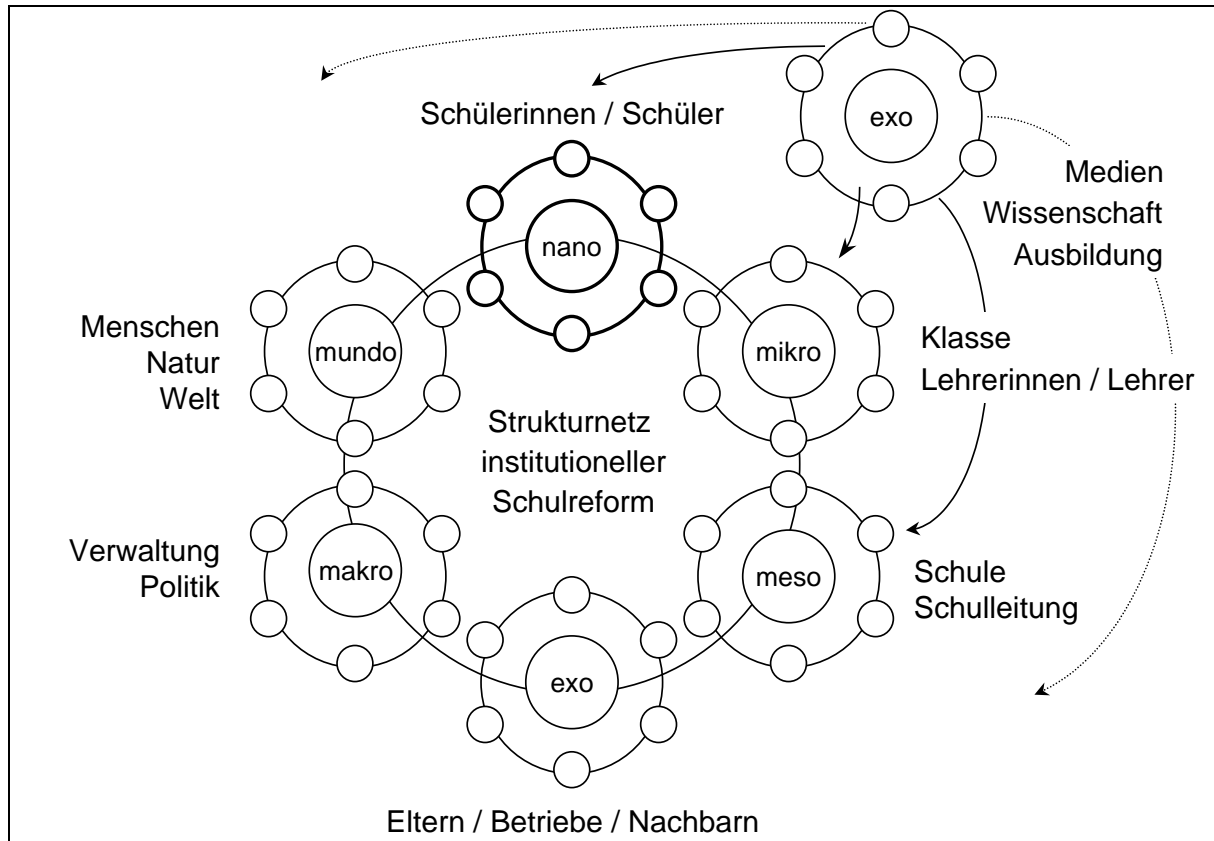 exo
Schülerinnen / Schüler
Medien
Wissenschaft
Ausbildung
nano
mundo
mikro
Menschen
Natur
Welt
Klasse
Lehrerinnen / Lehrer
Strukturnetz
institutioneller
Schulreform
Verwaltung
Politik
makro
meso
Schule
Schulleitung
exo
Eltern / Betriebe / Nachbarn